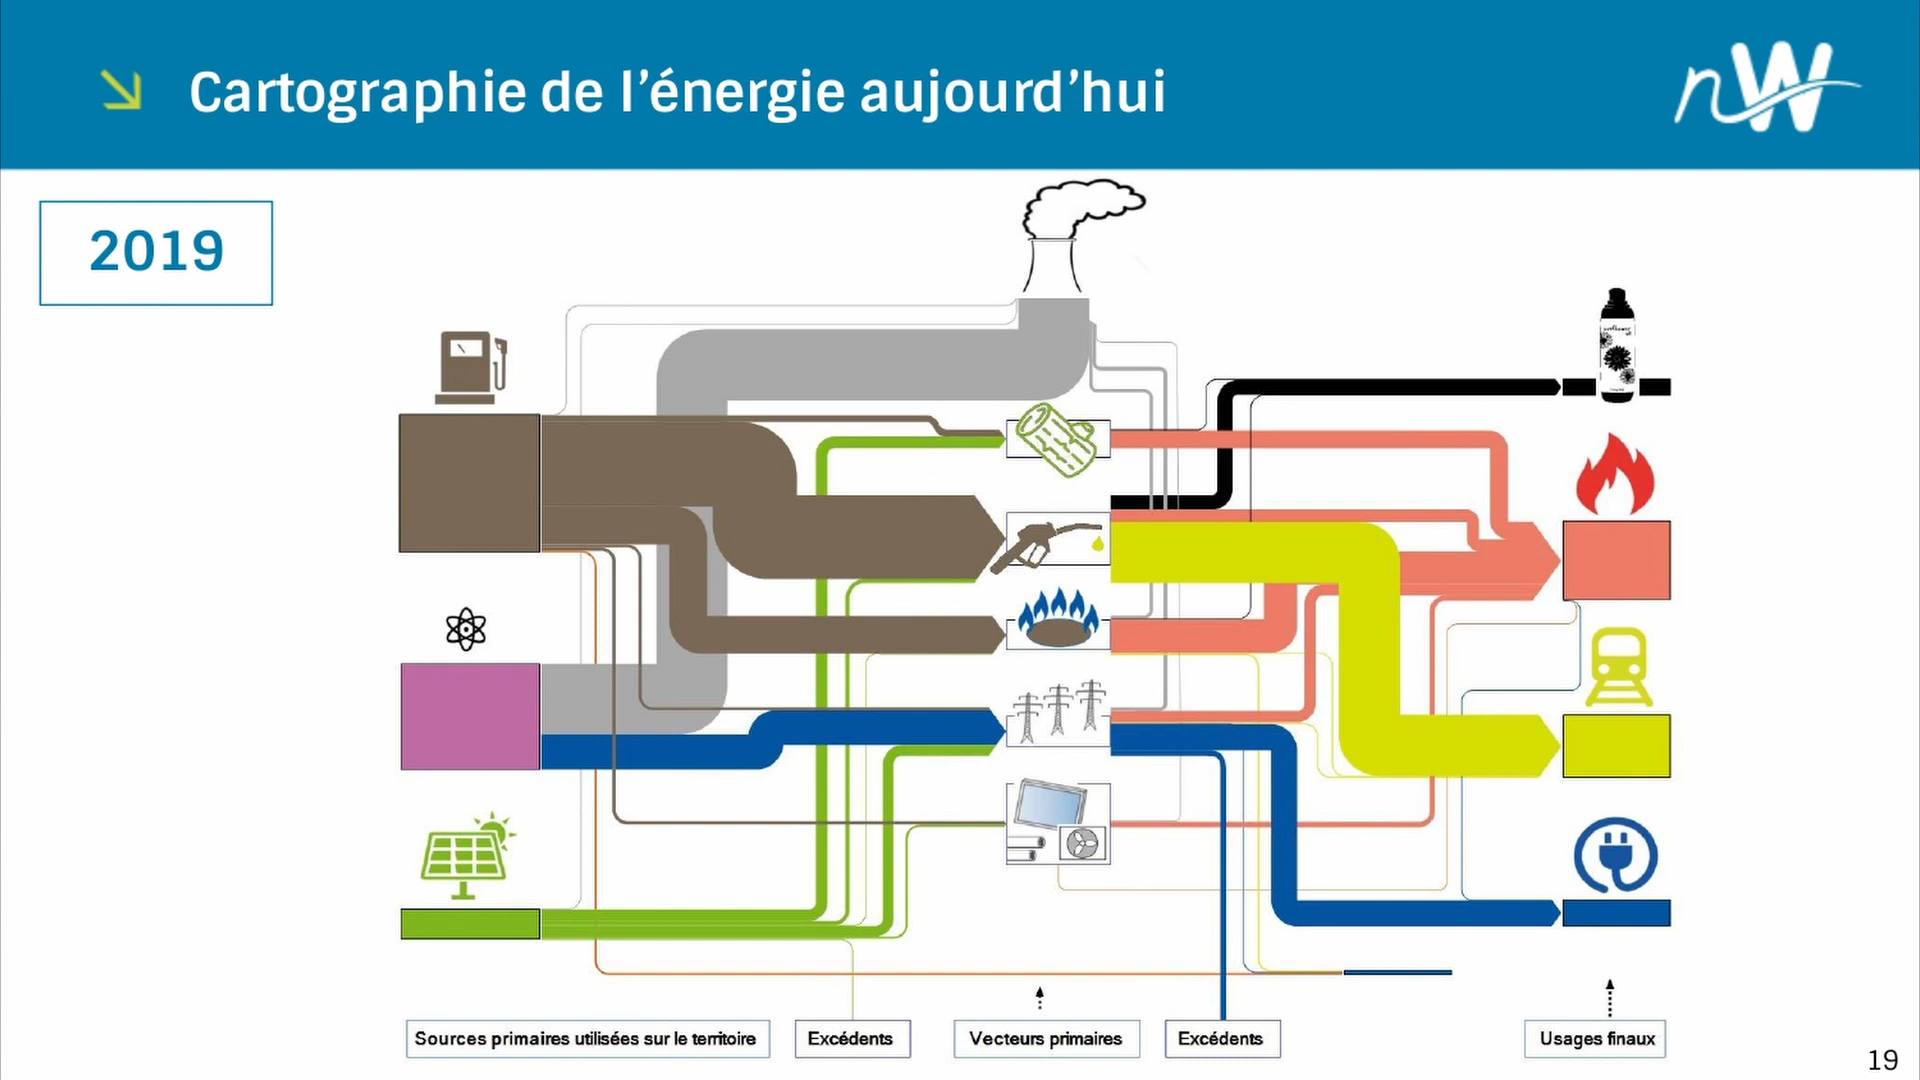 Cartographie de l'énergie aujourd'hui
nW
2019
Sources primaires utilisées sur le territoire
Excédents
Vecteurs primaires
Excédents
Usages finaux
19